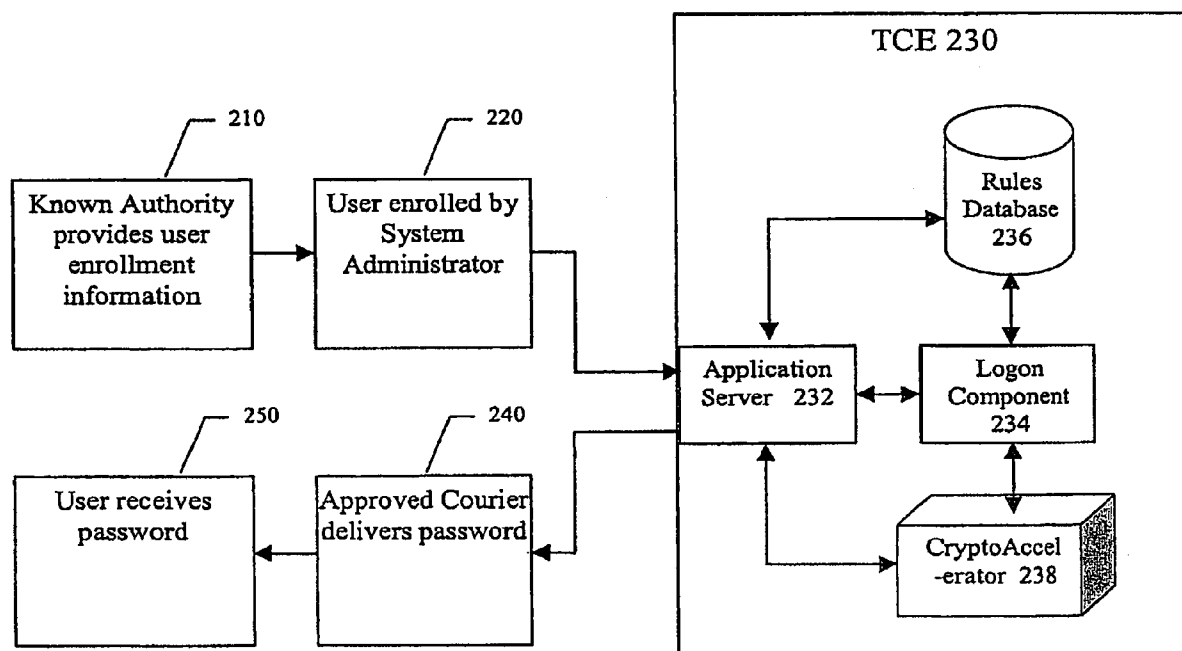 TCE 230
210
220
Known Authority
provides user
enrollment
information
User enrolled by
System
Administrator
Rules
Database
236
Application
Server 232
Logon
Component
234
250
240
User receives
password
Approved Courier
delivers password
CryptoAccel
-erator 238